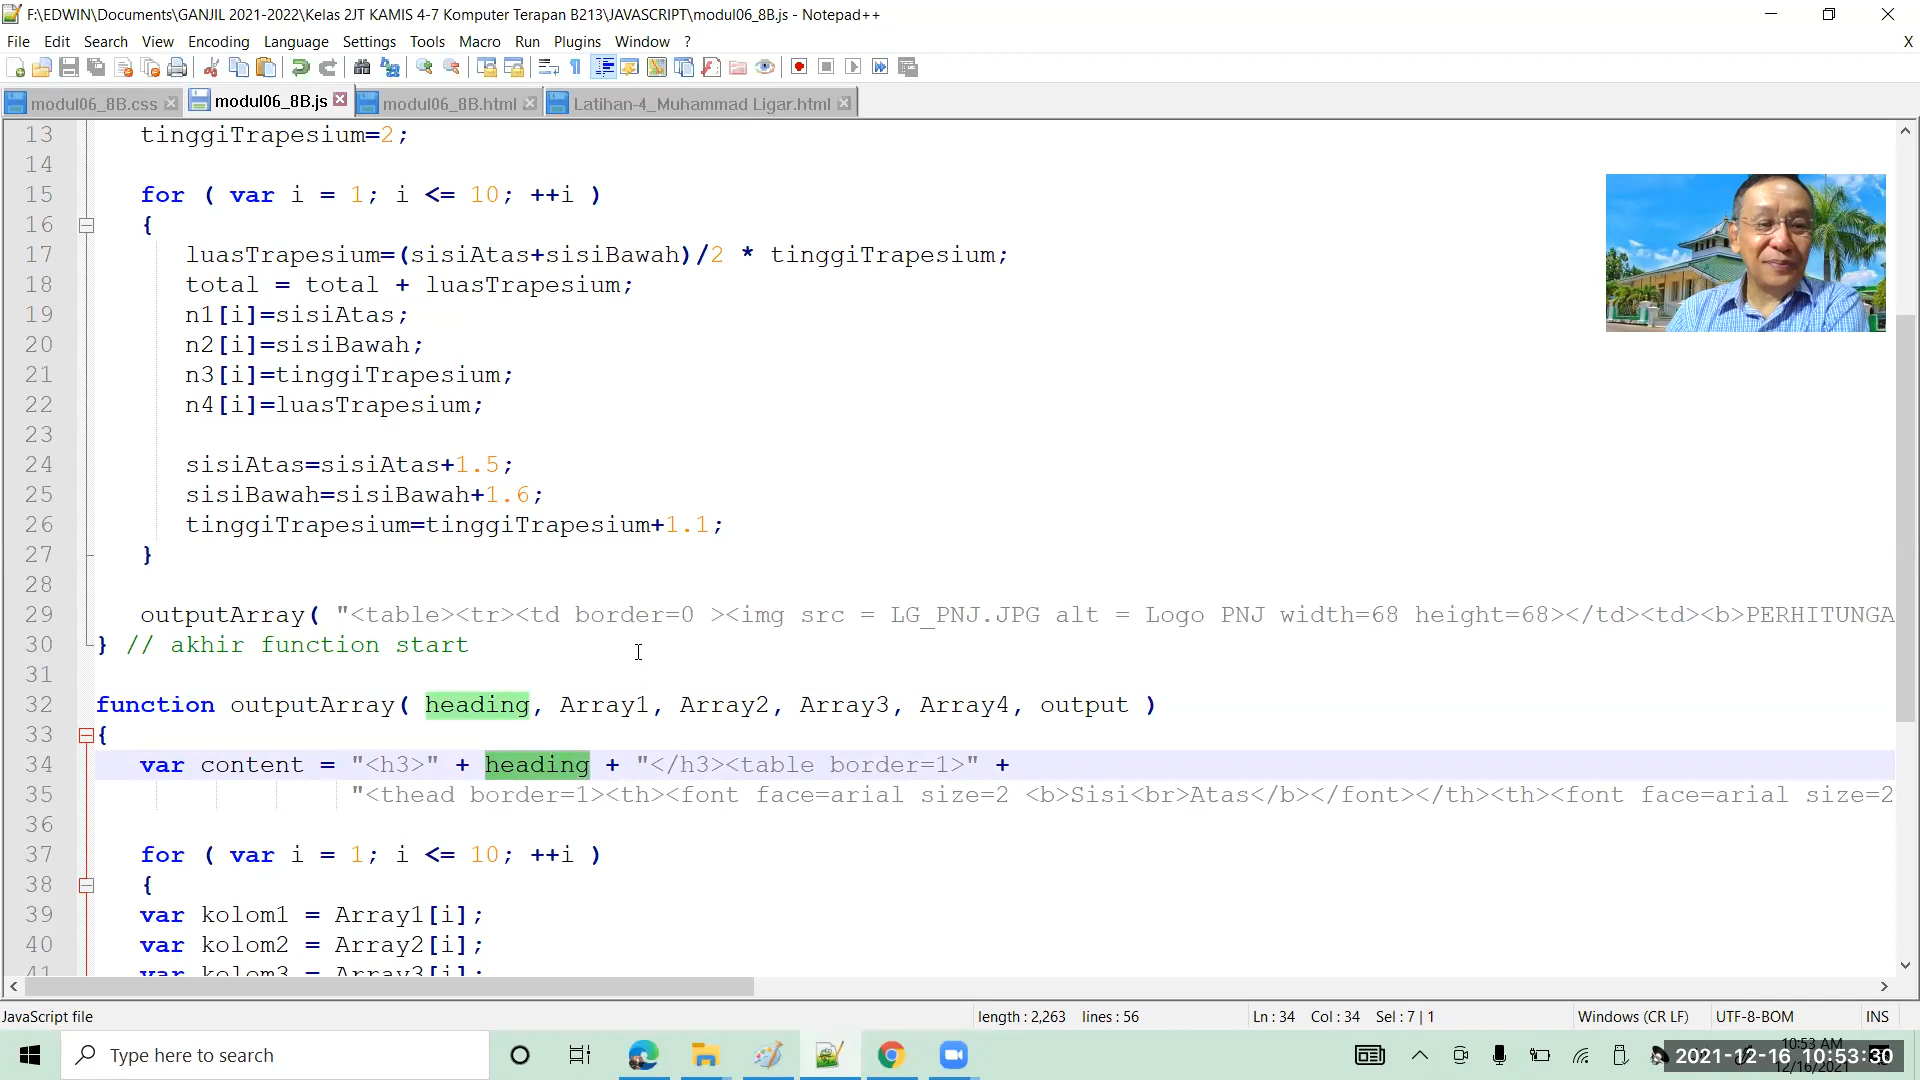 F:\EDWIN\Documents\GANJIL 2021-2022\Kelas 2JT KAMIS 4-7 Komputer Terapan B213\JAVASCRIPT\modul06_8B.js - Notepad++
File Edit Search View Encoding Language Settings Tools Macro Run Plugins Window ? X
modul06_8B.css modul06_8B.js modul06_8B.html Latihan-4_Muhammad Ligar.html
13 tinggiTrapesium=2;
14
15 for ( var i = 1; i <= 10; ++i )
16 {
17 luasTrapesium=(sisiAtas+sisiBawah)/2 * tinggiTrapesium;
18 total = total + luasTrapesium;
19 n1[i]=sisiAtas;
20 n2[i]=sisiBawah;
21 n3[i]=tinggiTrapesium;
22 n4[i]=luasTrapesium;
23
24 sisiAtas=sisiAtas+1.5;
25 sisiBawah=sisiBawah+1.6;
26 tinggiTrapesium=tinggiTrapesium+1.1;
27 }
28
29 outputArray( "<table><tr><td border=0 ><img src = LG_PNJ.JPG alt = Logo PNJ width=68 height=68></td><td><b>PERHITUNGA
30 } // akhir function start
31
32 function outputArray( heading, Array1, Array2, Array3, Array4, output )
33 {
34 var content = "<h3>" + heading + "</h3><table border=1>" +
35 "<thead border=1><th><font face=arial size=2 <b>Sisi<br>Atas</b></font></th><th><font face=arial size=2
36
37 for ( var i = 1; i <= 10; ++i )
38 {
39 var kolom1 = Array1[i];
40 var kolom2 = Array2[i];
41 var kolom3 = Array3[i];
JavaScript file length : 2,263 lines : 56 Ln : 34 Col : 34 Sel : 7 | 1 Windows (CR LF) UTF-8-BOM INS
Type here to search
10:53 AM
2021-12-16 10:53:30
12/16/2021